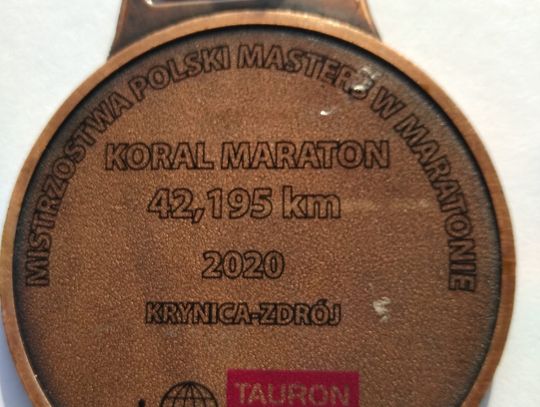 MISTRZOSTWA POLSKI MASTERS W MARATONIE
KORAL MARATON
42,195 km
2020
KRYNICA-ZDRÓJ
TAURON